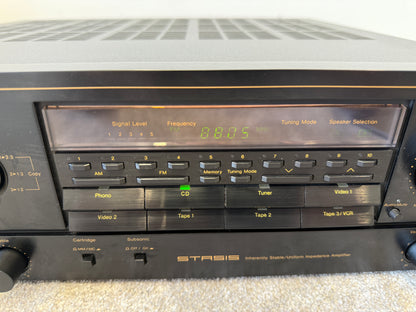 Signal Level Frequency Tuning Mode Speaker Selection
1 2 3 4 5
1 2 3 4 5 6 7 8 9 10
AM FM Memory Tuning Mode
Phono CD Tuner Video 1
Video 2 Tape 1 Tape 2 Tape 3/VCR
Copy
Cartridge Subsonic
STASIS Inherently Stable/Uniform Impedance Amplifier